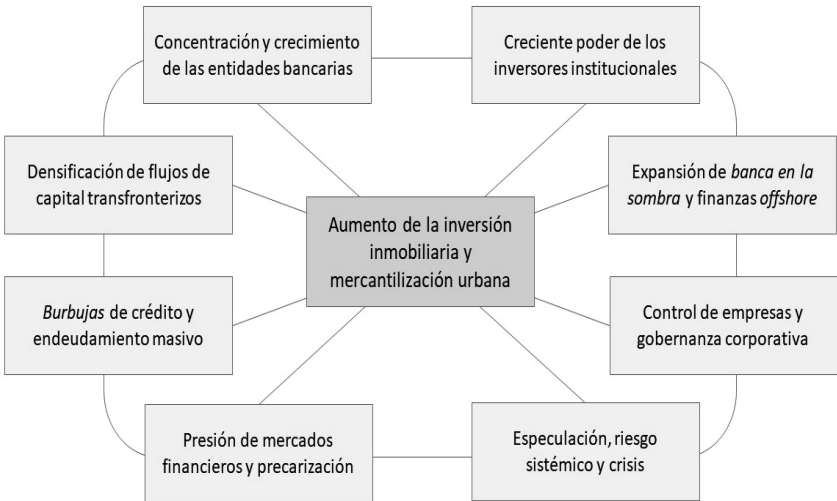 Concentración y crecimiento
de las entidades bancarias
Creciente poder de los
inversores institucionales
Densificación de flujos de
capital transfronterizos
Expansión de banca en la
sombra y finanzas offshore
Aumento de la inversión
inmobiliaria y
mercantilización urbana
Burbujas de crédito y
endeudamiento masivo
Control de empresas y
gobernanza corporativa
Presión de mercados
financieros y precarización
Especulación, riesgo
sistémico y crisis